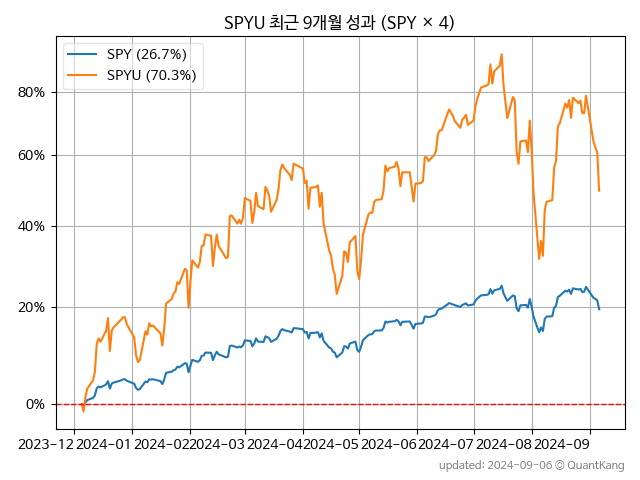 SPYU 최근 9개월 성과 (SPY × 4)
SPY (26.7%)
SPYU (70.3%)
80%
60%
40%
20%
0%
2023-12 2024-01 2024-02 2024-03 2024-04 2024-05 2024-06 2024-07 2024-08 2024-09
updated: 2024-09-06 © QuantKang